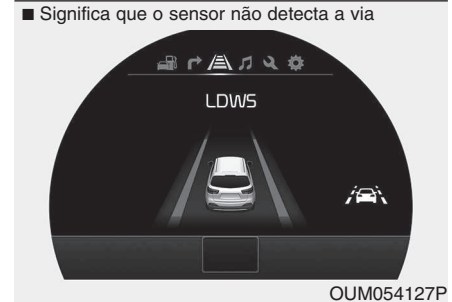 ■ Significa que o sensor não detecta a via
LDWS
OUM054127P